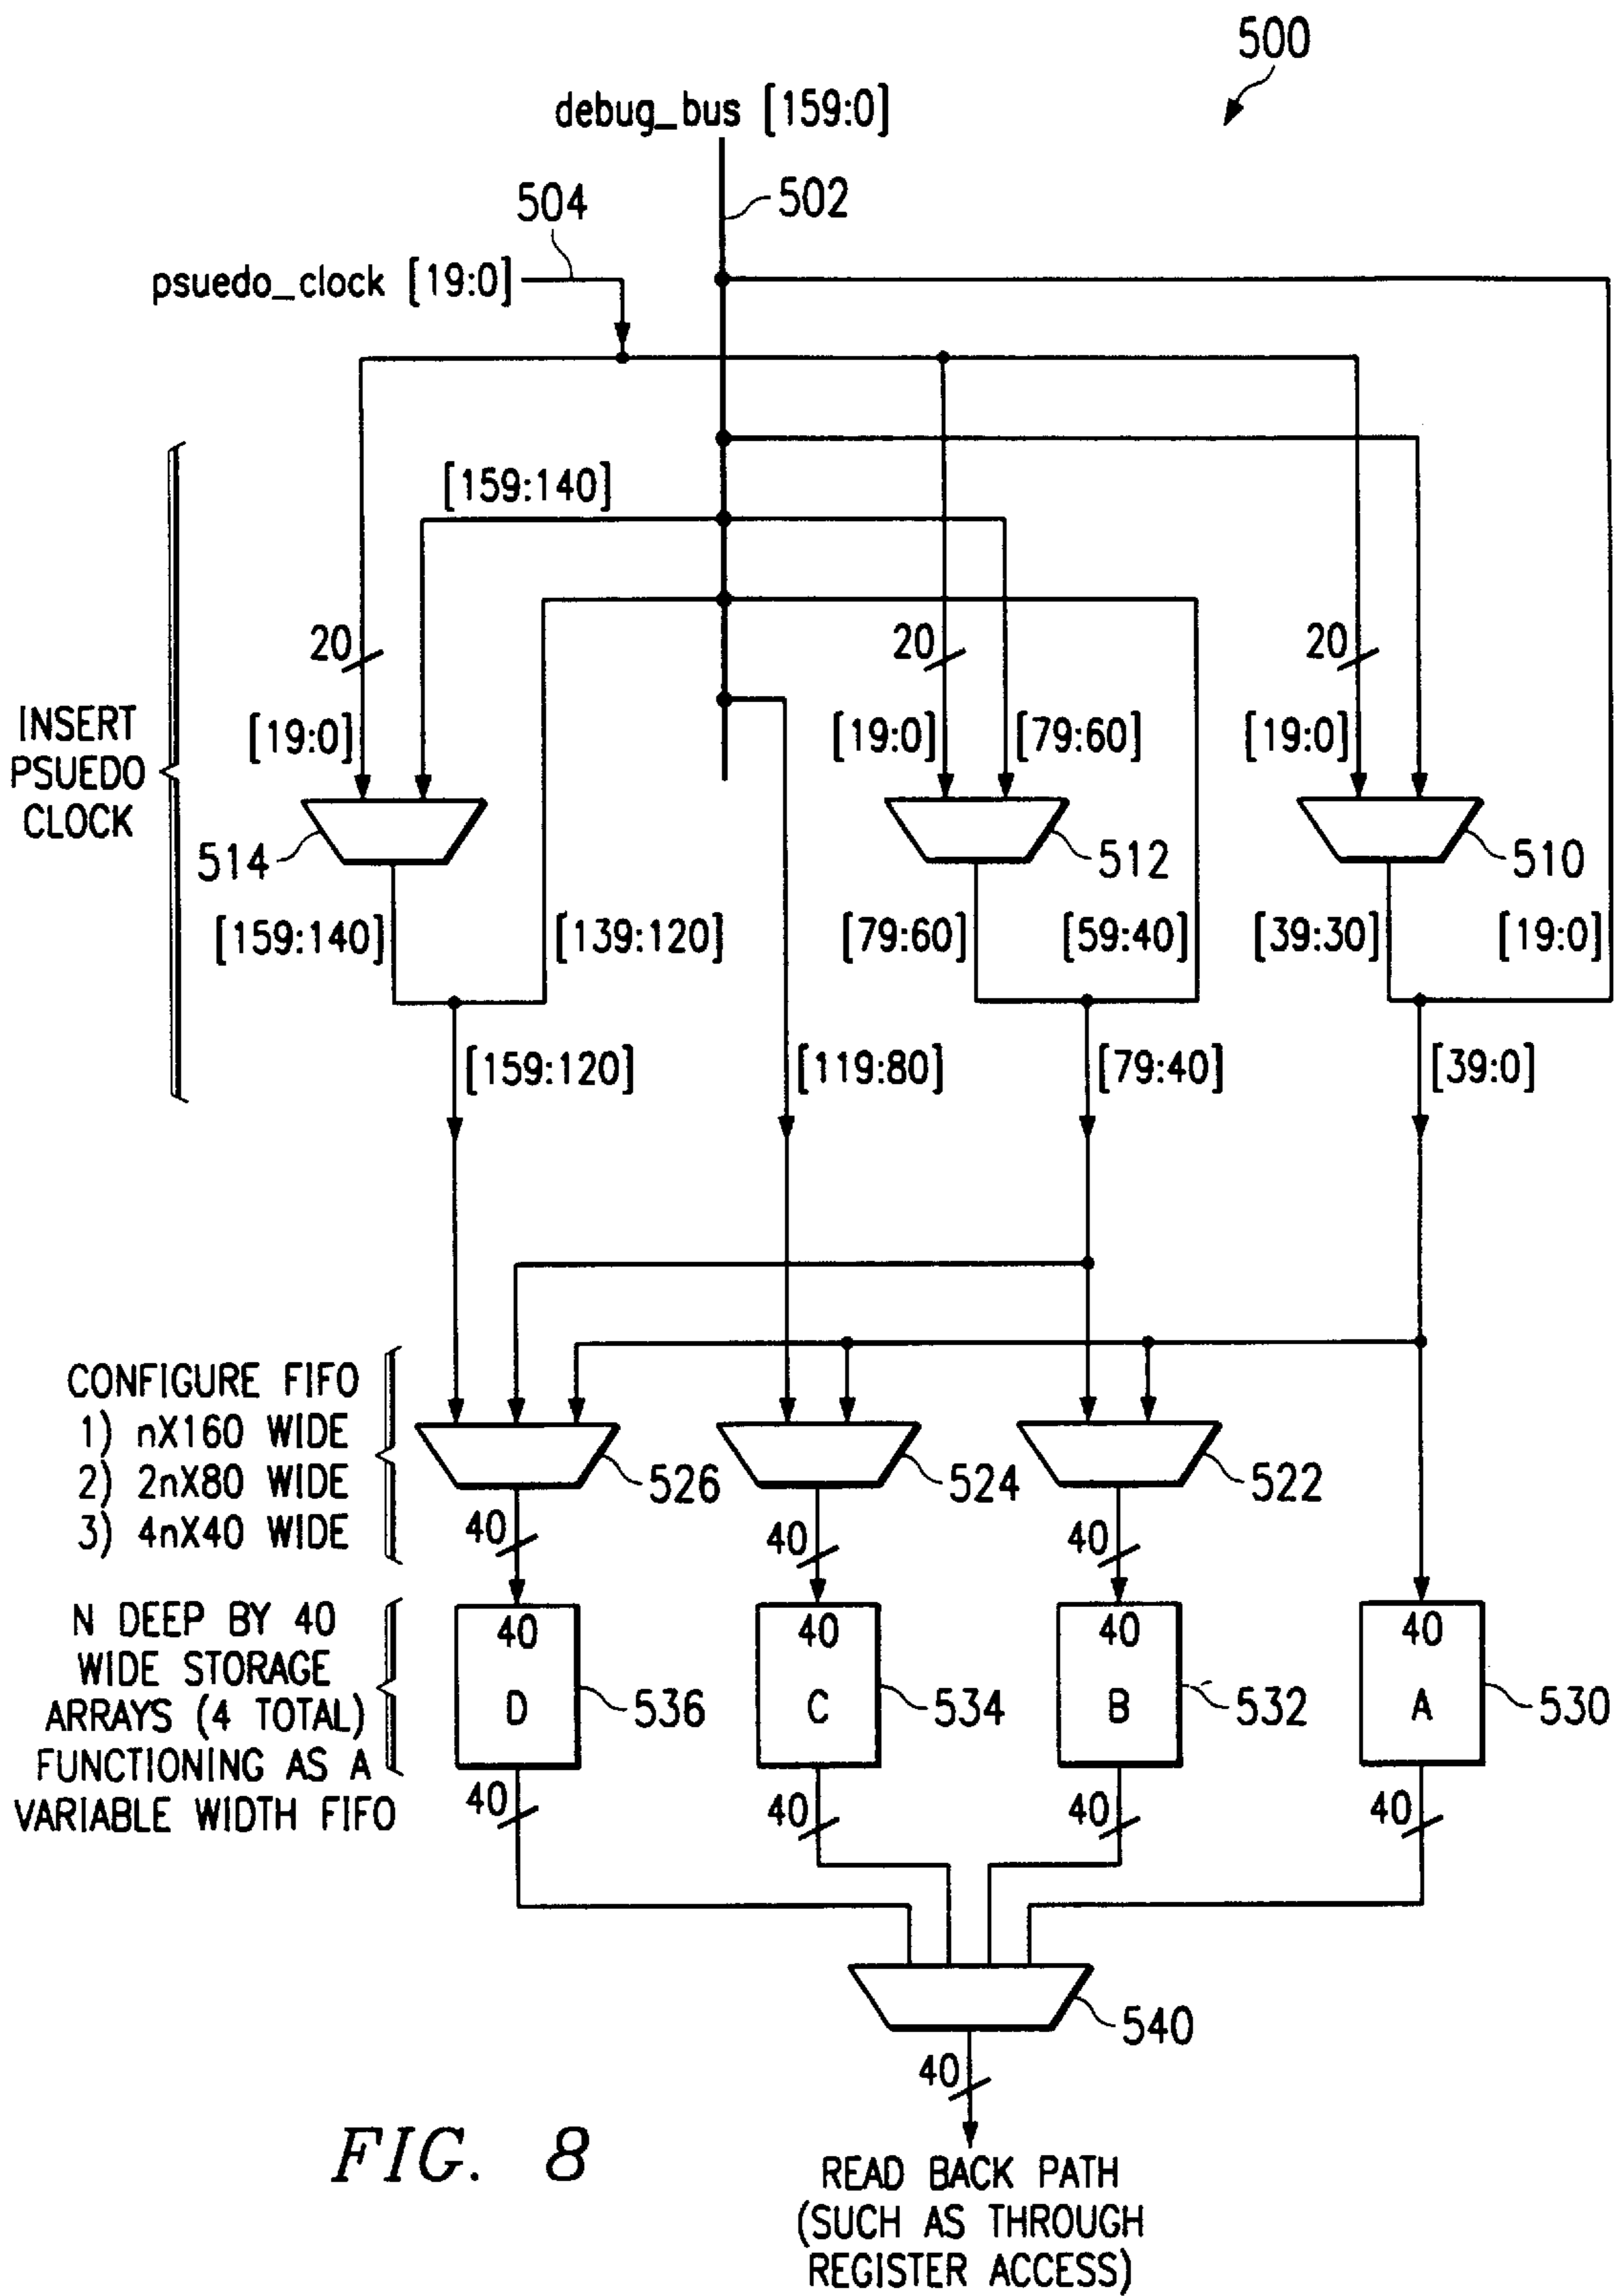 500
debug_bus [159:0]
502
504
psuedo_clock [19:0]
[159:140]
20
20
20
INSERT
PSUEDO
CLOCK
[19:0]
[19:0]
[79:60]
[19:0]
514
512
510
[159:140]
[139:120]
[79:60]
[59:40]
[39:30]
[19:0]
[159:120]
[119:80]
[79:40]
[39:0]
CONFIGURE FIFO
1) nX160 WIDE
2) 2nX80 WIDE
3) 4nX40 WIDE
526
524
522
40
40
40
N DEEP BY 40
WIDE STORAGE
ARRAYS (4 TOTAL)
FUNCTIONING AS A
VARIABLE WIDTH FIFO
40
D
536
40
C
534
40
B
532
40
A
530
40
40
40
40
540
40
FIG. 8
READ BACK PATH
(SUCH AS THROUGH
REGISTER ACCESS)